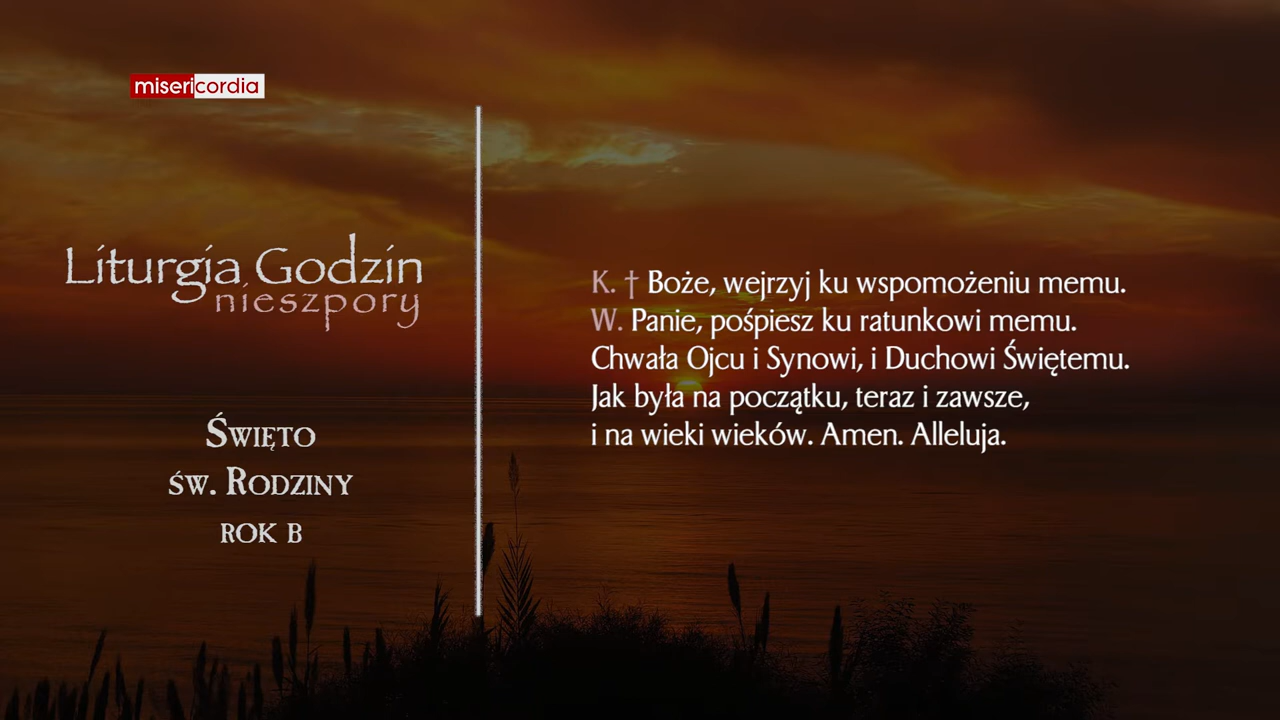 misericordia
Liturgia Godzin
nieszpory
Święto
św. Rodziny
rok B
K. † Boże, wejrzyj ku wspomożeniu memu.
W. Panie, pośpiesz ku ratunkowi memu.
Chwała Ojcu i Synowi, i Duchowi Świętemu.
Jak była na początku, teraz i zawsze,
i na wieki wieków. Amen. Alleluja.